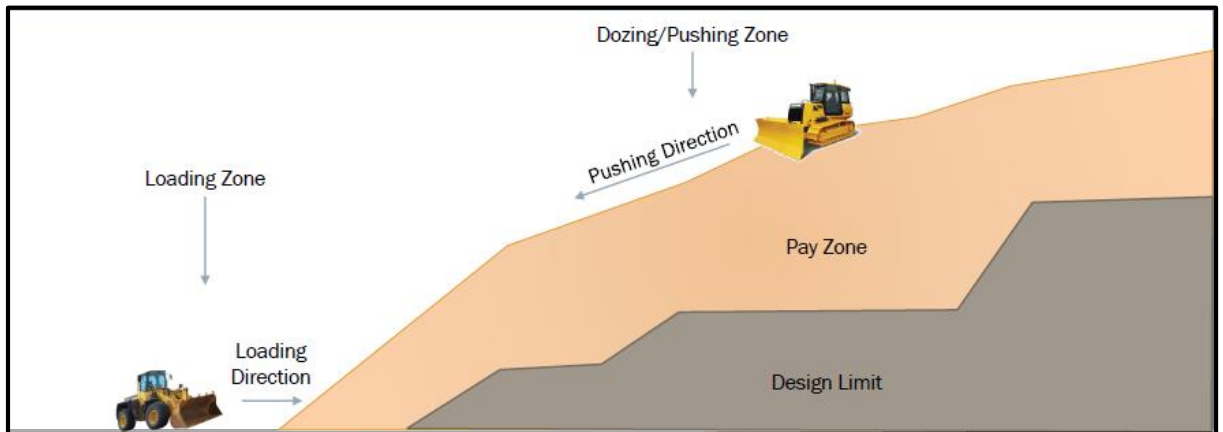 Dozing/Pushing Zone
Pushing Direction
Loading Zone
Pay Zone
Loading
Direction
Design Limit